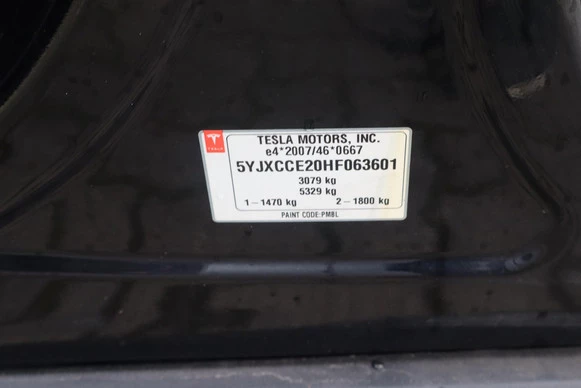 TESLA MOTORS, INC.
e4*2007/46*0667
TESLA
5YJXCCE20HF063601
3079 kg
5329 kg
1 - 1470 kg 2 - 1800 kg
PAINT CODE:PMBL